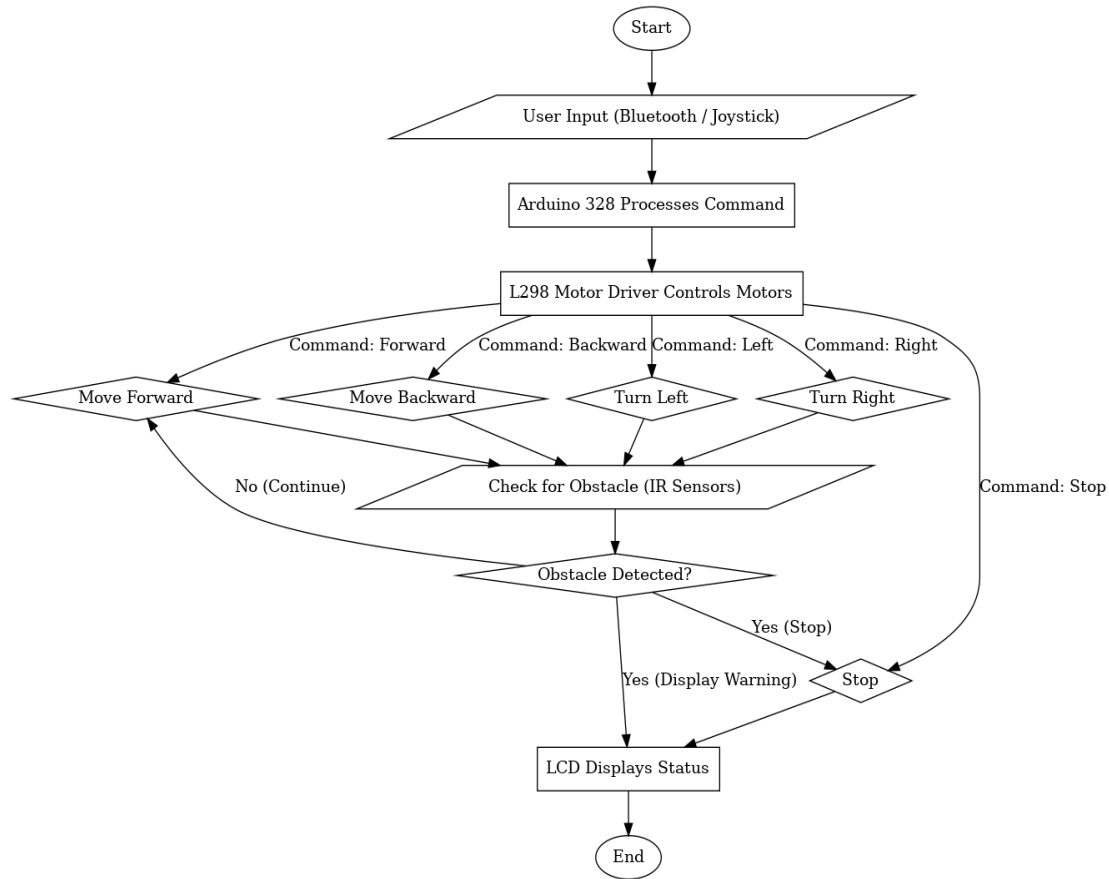 Start
User Input (Bluetooth / Joystick)
Arduino 328 Processes Command
L298 Motor Driver Controls Motors
Command: Forward
Command: Backward
Command: Left
Command: Right
Move Forward
Move Backward
Turn Left
Turn Right
No (Continue)
Check for Obstacle (IR Sensors)
Command: Stop
Obstacle Detected?
Yes (Stop)
Yes (Display Warning)
Stop
LCD Displays Status
End